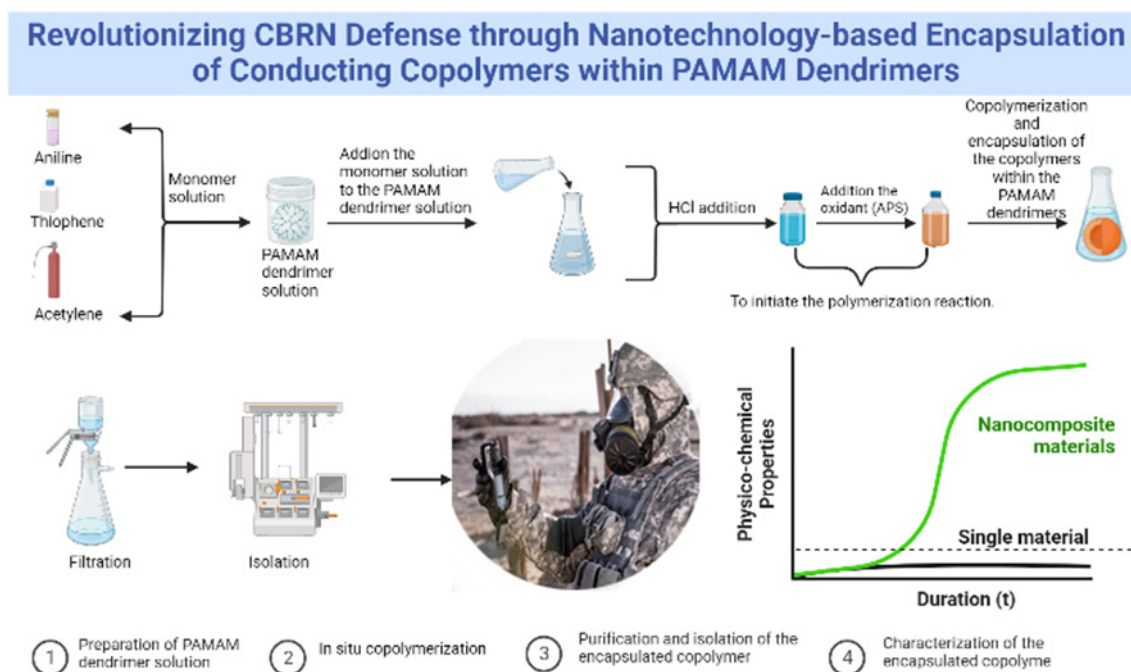 Revolutionizing CBRN Defense through Nanotechnology-based Encapsulation
of Conducting Copolymers within PAMAM Dendrimers
Aniline
Thiophene
Acetylene
Monomer
solution
PAMAM
dendrimer
solution
Addion the
monomer solution
to the PAMAM
dendrimer solution
HCl addition
Addition the
oxidant (APS)
To initiate the polymerization reaction.
Copolymerization
and
encapsulation of
the copolymers
within the
PAMAM
dendrimers
Filtration
Isolation
Physico-chemical
Properties
Nanocomposite
materials
Single material
Duration (t)
1
Preparation of PAMAM
dendrimer solution
2
In situ copolymerization
3
Purification and isolation of the
encapsulated copolymer
4
Characterization of the
encapsulated copolyme